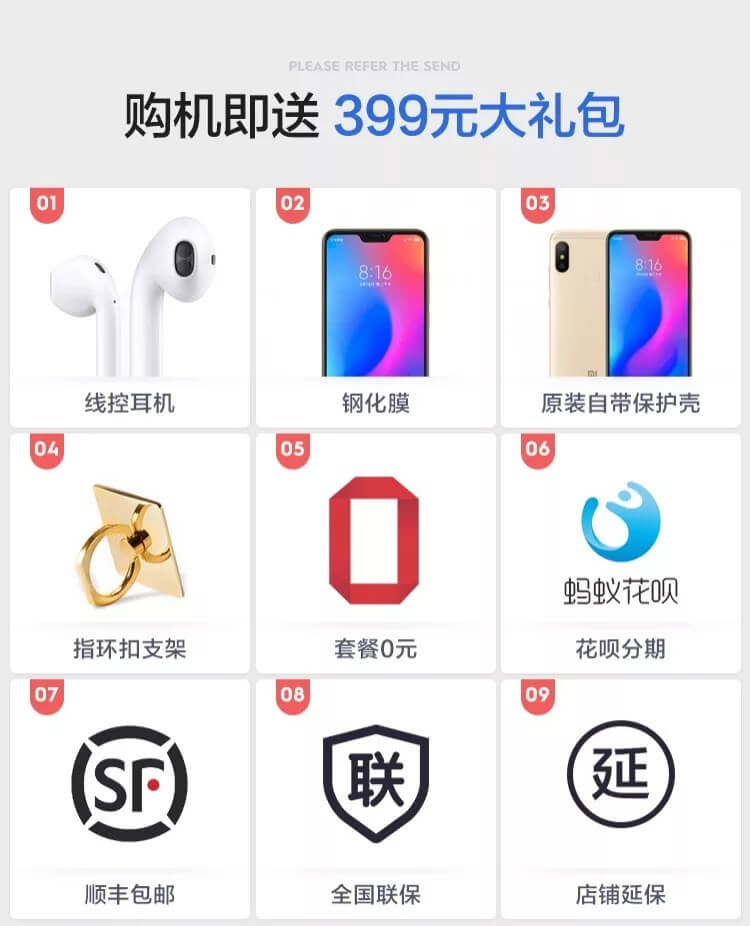 PLEASE REFER THE SEND
购机即送 399元大礼包
01
02
03
8:16
8:16
MI
线控耳机
钢化膜
原装自带保护壳
04
05
06
0
蚂蚁花呗
指环扣支架
套餐0元
花呗分期
07
08
09
SF
联
延
顺丰包邮
全国联保
店铺延保